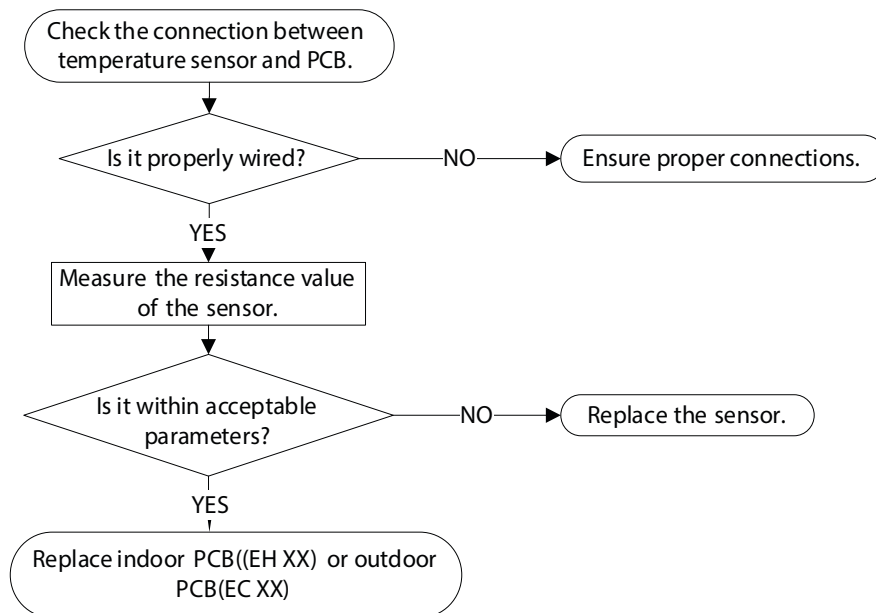 Check the connection between
temperature sensor and PCB.
Is it properly wired?
NO
Ensure proper connections.
YES
Measure the resistance value
of the sensor.
Is it within acceptable
parameters?
NO
Replace the sensor.
YES
Replace indoor PCB((EH XX) or outdoor
PCB(EC XX)